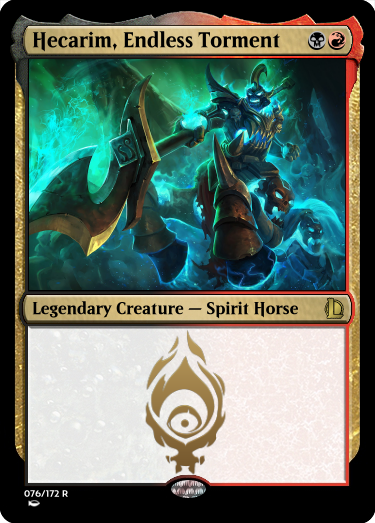 Hecarim, Endless Torment
Legendary Creature — Spirit Horse
076/172 R